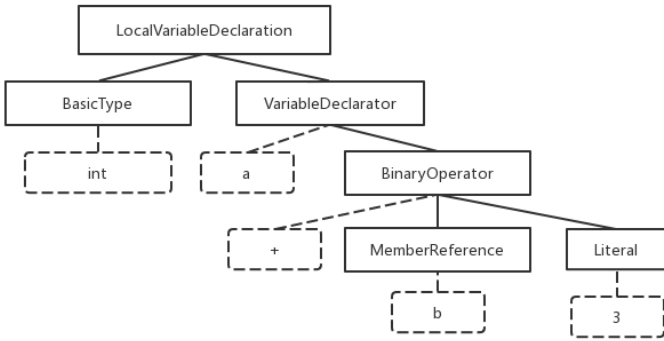 LocalVariableDeclaration
BasicType
VariableDeclarator
int
a
BinaryOperator
+
MemberReference
Literal
b
3